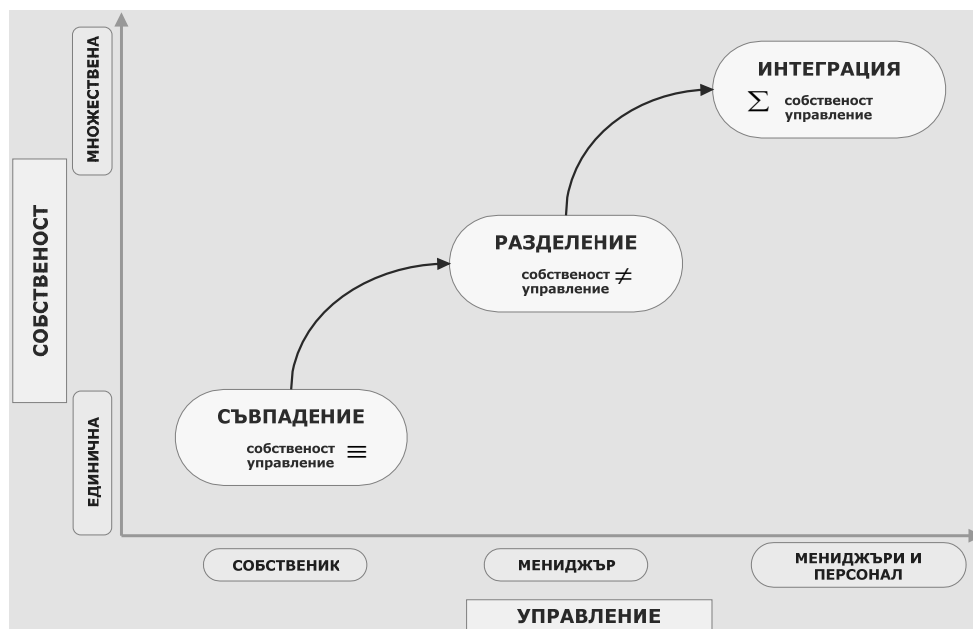 МНОЖЕСТВЕНА
СОБСТВЕНОСТ
ЕДИНИЧНА
ИНТЕГРАЦИЯ
∑ собственост
управление
РАЗДЕЛЕНИЕ
собственост ≠
управление
СЪВПАДЕНИЕ
собственост ≡
управление
СОБСТВЕНИК
МЕНИДЖЪР
МЕНИДЖЪРИ И
ПЕРСОНАЛ
УПРАВЛЕНИЕ